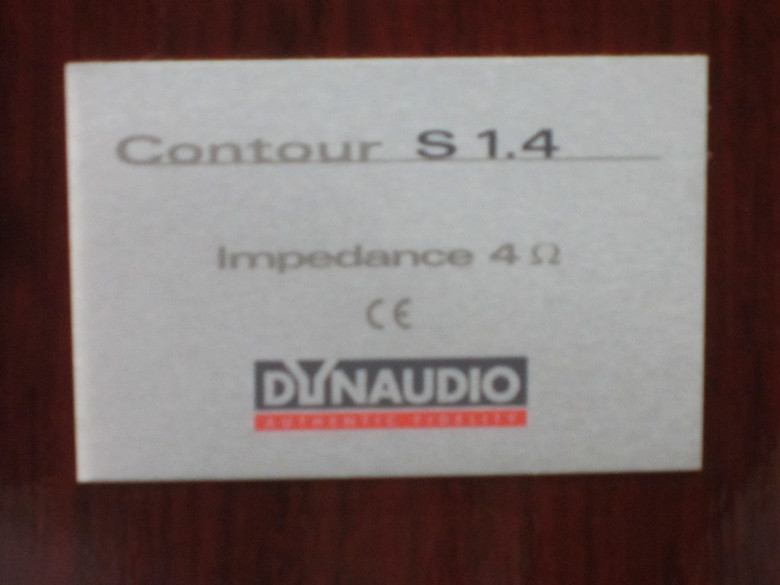 Contour S 1.4
Impedance 4 Ω
CE
DYNAUDIO
AUTHENTIC FIDELITY